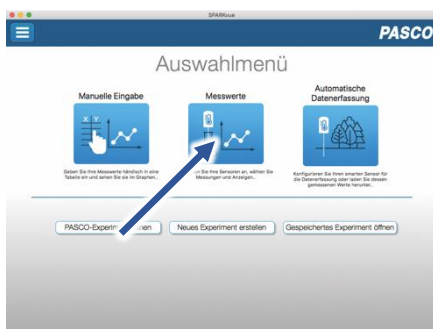 SPARKvue
PASCO
Auswahlmenü
Manuelle Eingabe
Messwerte
Automatische
Datenerfassung
X Y
Geben Sie Ihre Messwerte händisch in eine
Tabelle ein und sehen Sie sie im Graphen..
Sie Ihre Sensoren an, wählen Sie
Messungen und Anzeigen..
Konfigurieren Sie Ihren smarten Sensor für
die Datenerfassung oder laden Sie dessen
gemessenen Werte herunter..
PASCO-Experiment
Neues Experiment erstellen
Gespeichertes Experiment öffnen